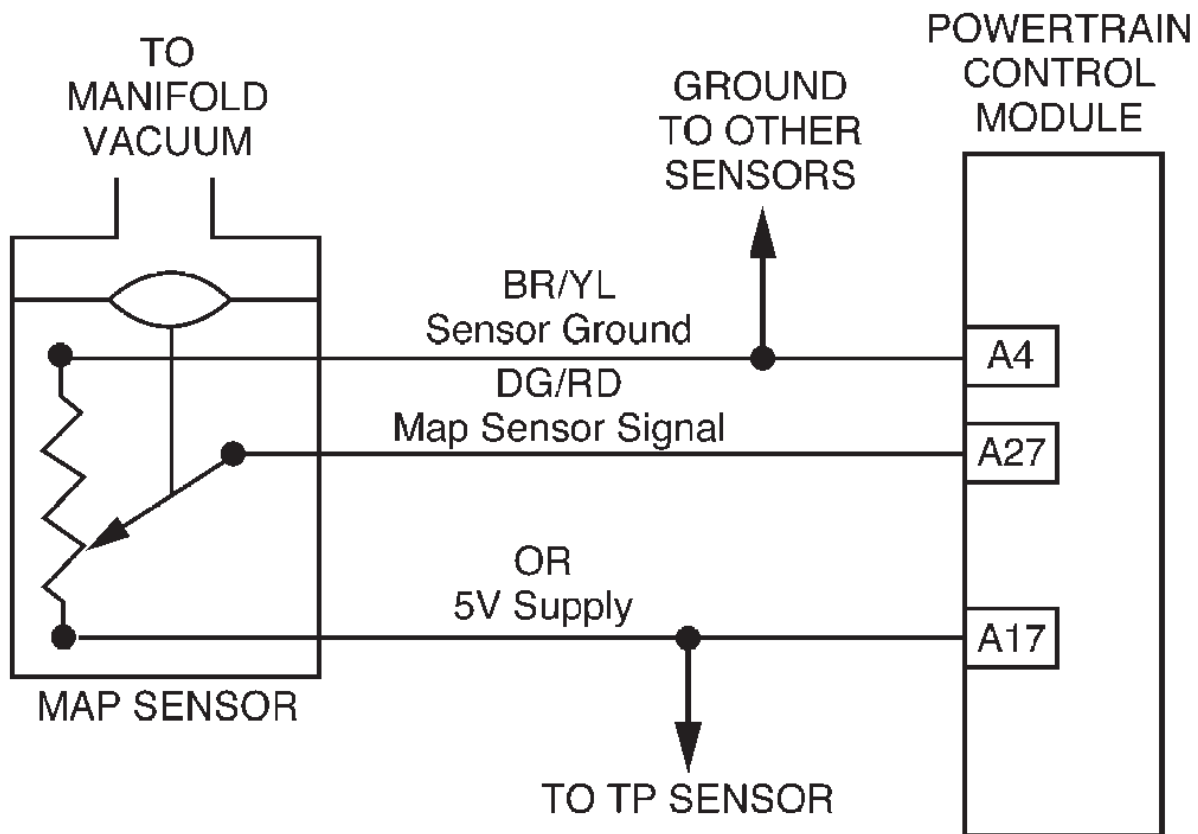 TO
MANIFOLD
VACUUM
GROUND
TO OTHER
SENSORS
POWERTRAIN
CONTROL
MODULE
BR/YL
Sensor Ground
A4
DG/RD
Map Sensor Signal
A27
OR
5V Supply
A17
MAP SENSOR
TO TP SENSOR